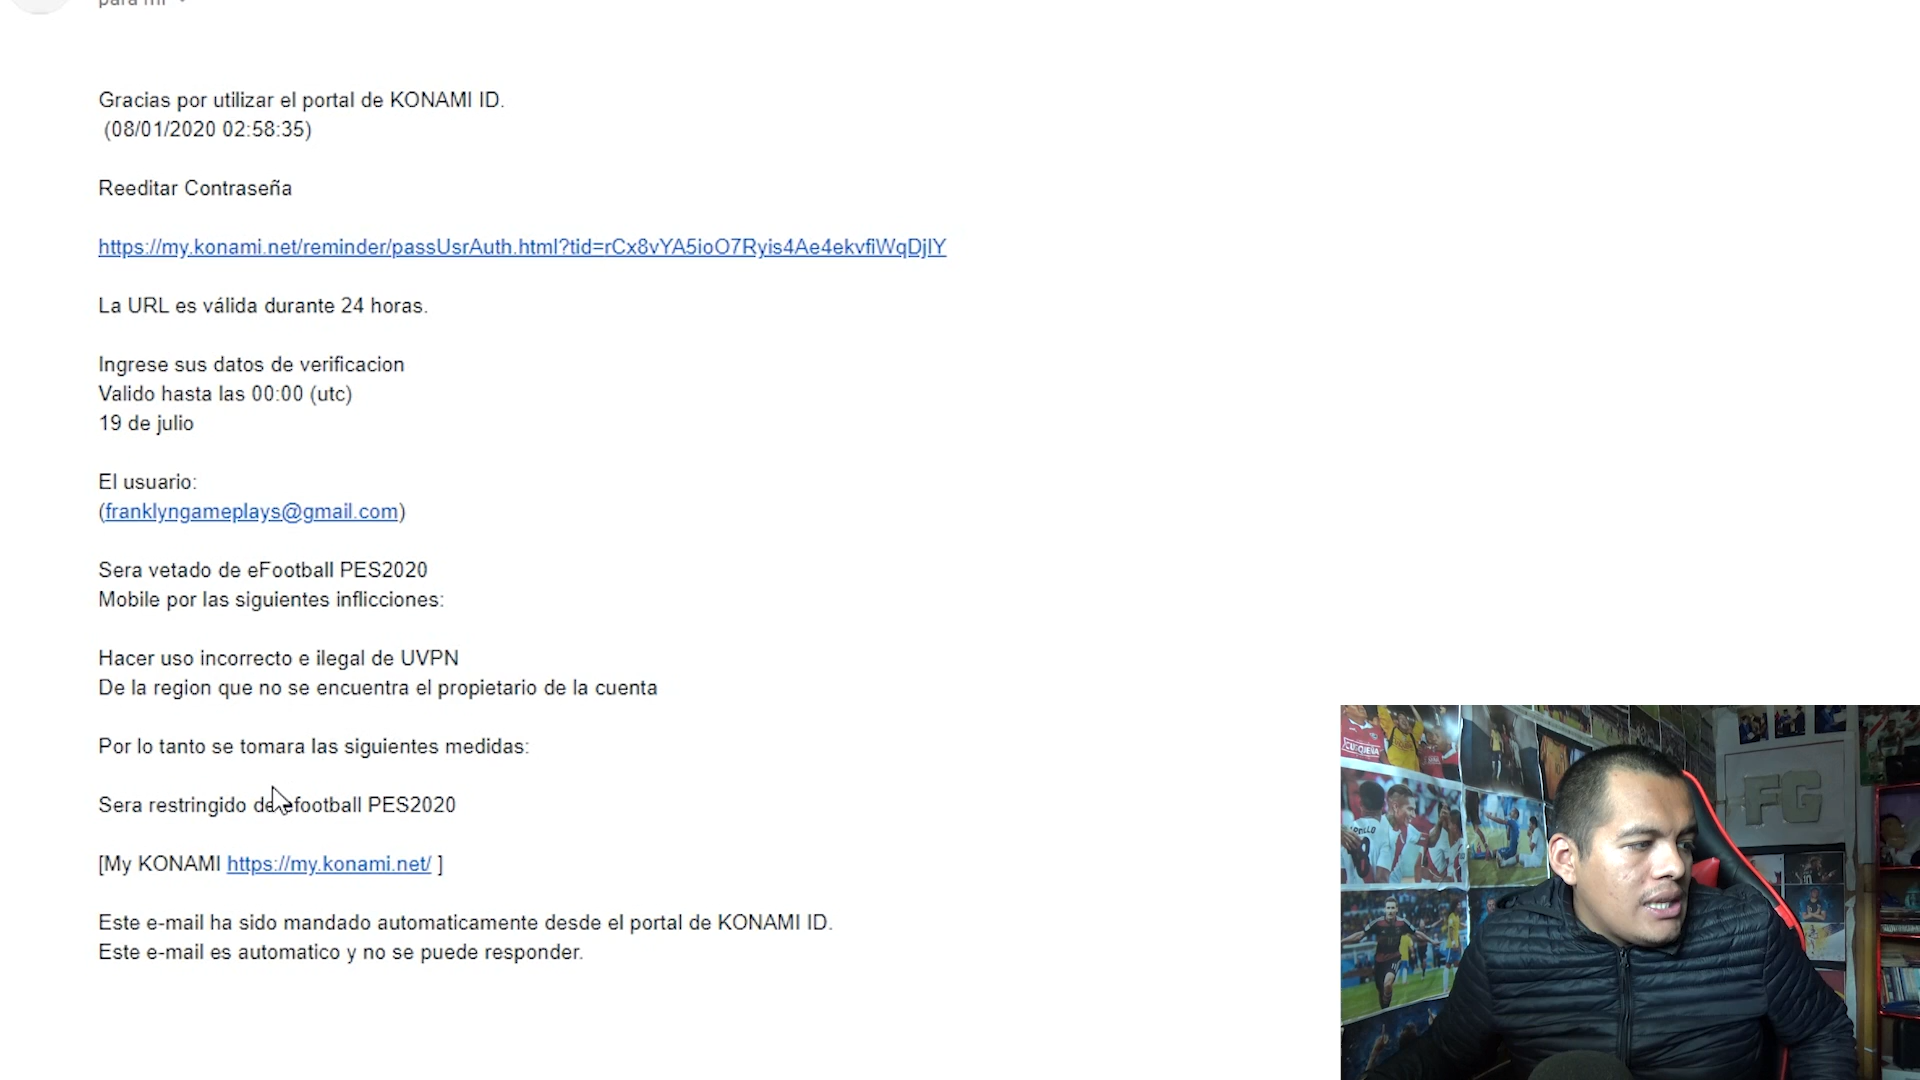 para mí
Gracias por utilizar el portal de KONAMI ID.
(08/01/2020 02:58:35)
Reeditar Contraseña
https://my.konami.net/reminder/passUsrAuth.html?tid=rCx8vYA5ioO7Ryis4Ae4ekvfiWqDjIY
La URL es válida durante 24 horas.
Ingrese sus datos de verificacion
Valido hasta las 00:00 (utc)
19 de julio
El usuario:
(franklyngameplays@gmail.com)
Sera vetado de eFootball PES2020
Mobile por las siguientes inflicciones:
Hacer uso incorrecto e ilegal de UVPN
De la region que no se encuentra el propietario de la cuenta
Por lo tanto se tomara las siguientes medidas:
Sera restringido de efootball PES2020
[My KONAMI https://my.konami.net/ ]
Este e-mail ha sido mandado automaticamente desde el portal de KONAMI ID.
Este e-mail es automatico y no se puede responder.
FG